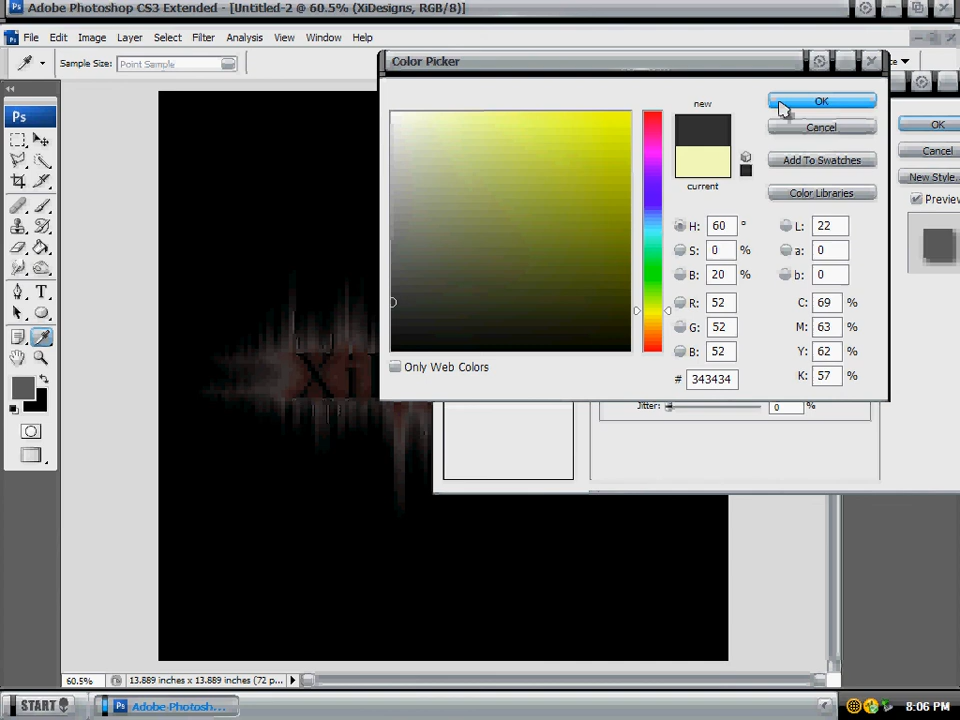 Adobe Photoshop CS3 Extended - [Untitled-2 @ 60.5% (XiDesigns, RGB/8)]
File Edit Image Layer Select Filter Analysis View Window Help
Sample Size: Point Sample
Color Picker
Ps
new
current
OK
Cancel
Add To Swatches
Color Libraries
H: 60 °
S: 0 %
B: 20 %
R: 52
G: 52
B: 52
# 343434
L: 22
a: 0
b: 0
C: 69 %
M: 63 %
Y: 62 %
K: 57 %
Only Web Colors
OK
Cancel
New Style...
Preview
Jitter: 0 %
Xi
T
60.5% 13.889 inches x 13.889 inches (72 p...
START Ps Adobe Photosh... 8:06 PM